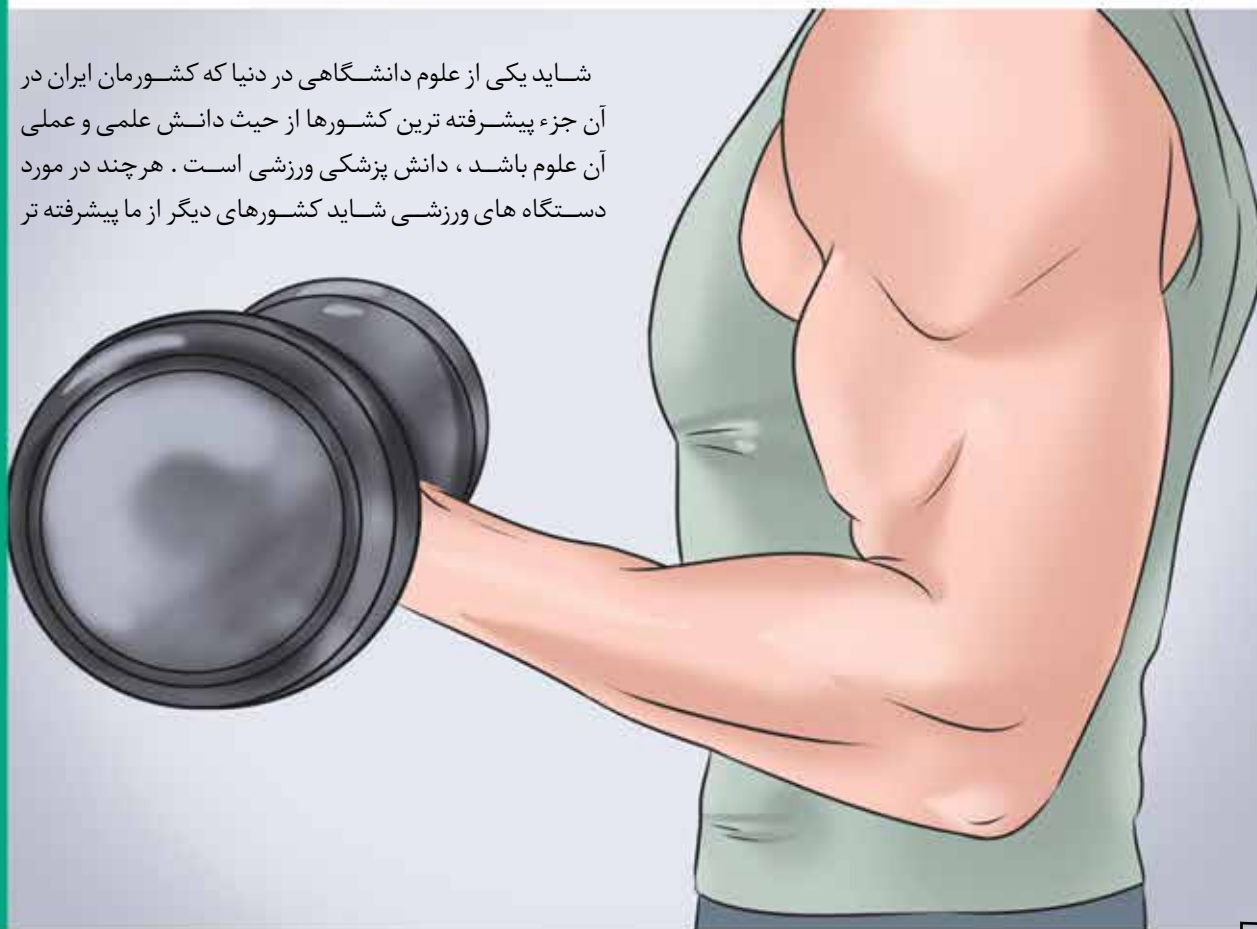 شاید یکی از علوم دانشگاهی در دنیا که کشورمان ایران در
آن جزء پیشرفته ترین کشورها از حیث دانش علمی و عملی
آن علوم باشد ، دانش پزشکی ورزشی است . هرچند در مورد
دستگاه های ورزشی شاید کشورهای دیگر از ما پیشرفته تر